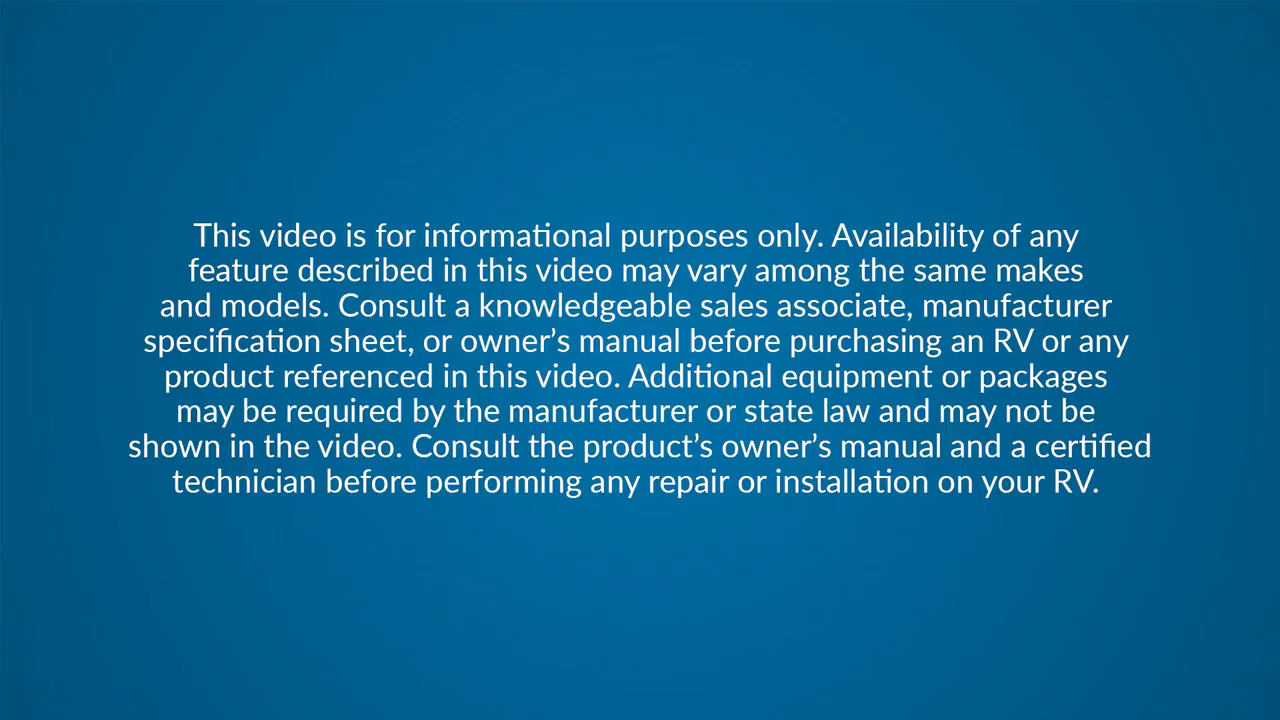 This video is for informational purposes only. Availability of any
feature described in this video may vary among the same makes
and models. Consult a knowledgeable sales associate, manufacturer
specification sheet, or owner’s manual before purchasing an RV or any
product referenced in this video. Additional equipment or packages
may be required by the manufacturer or state law and may not be
shown in the video. Consult the product’s owner’s manual and a certified
technician before performing any repair or installation on your RV.